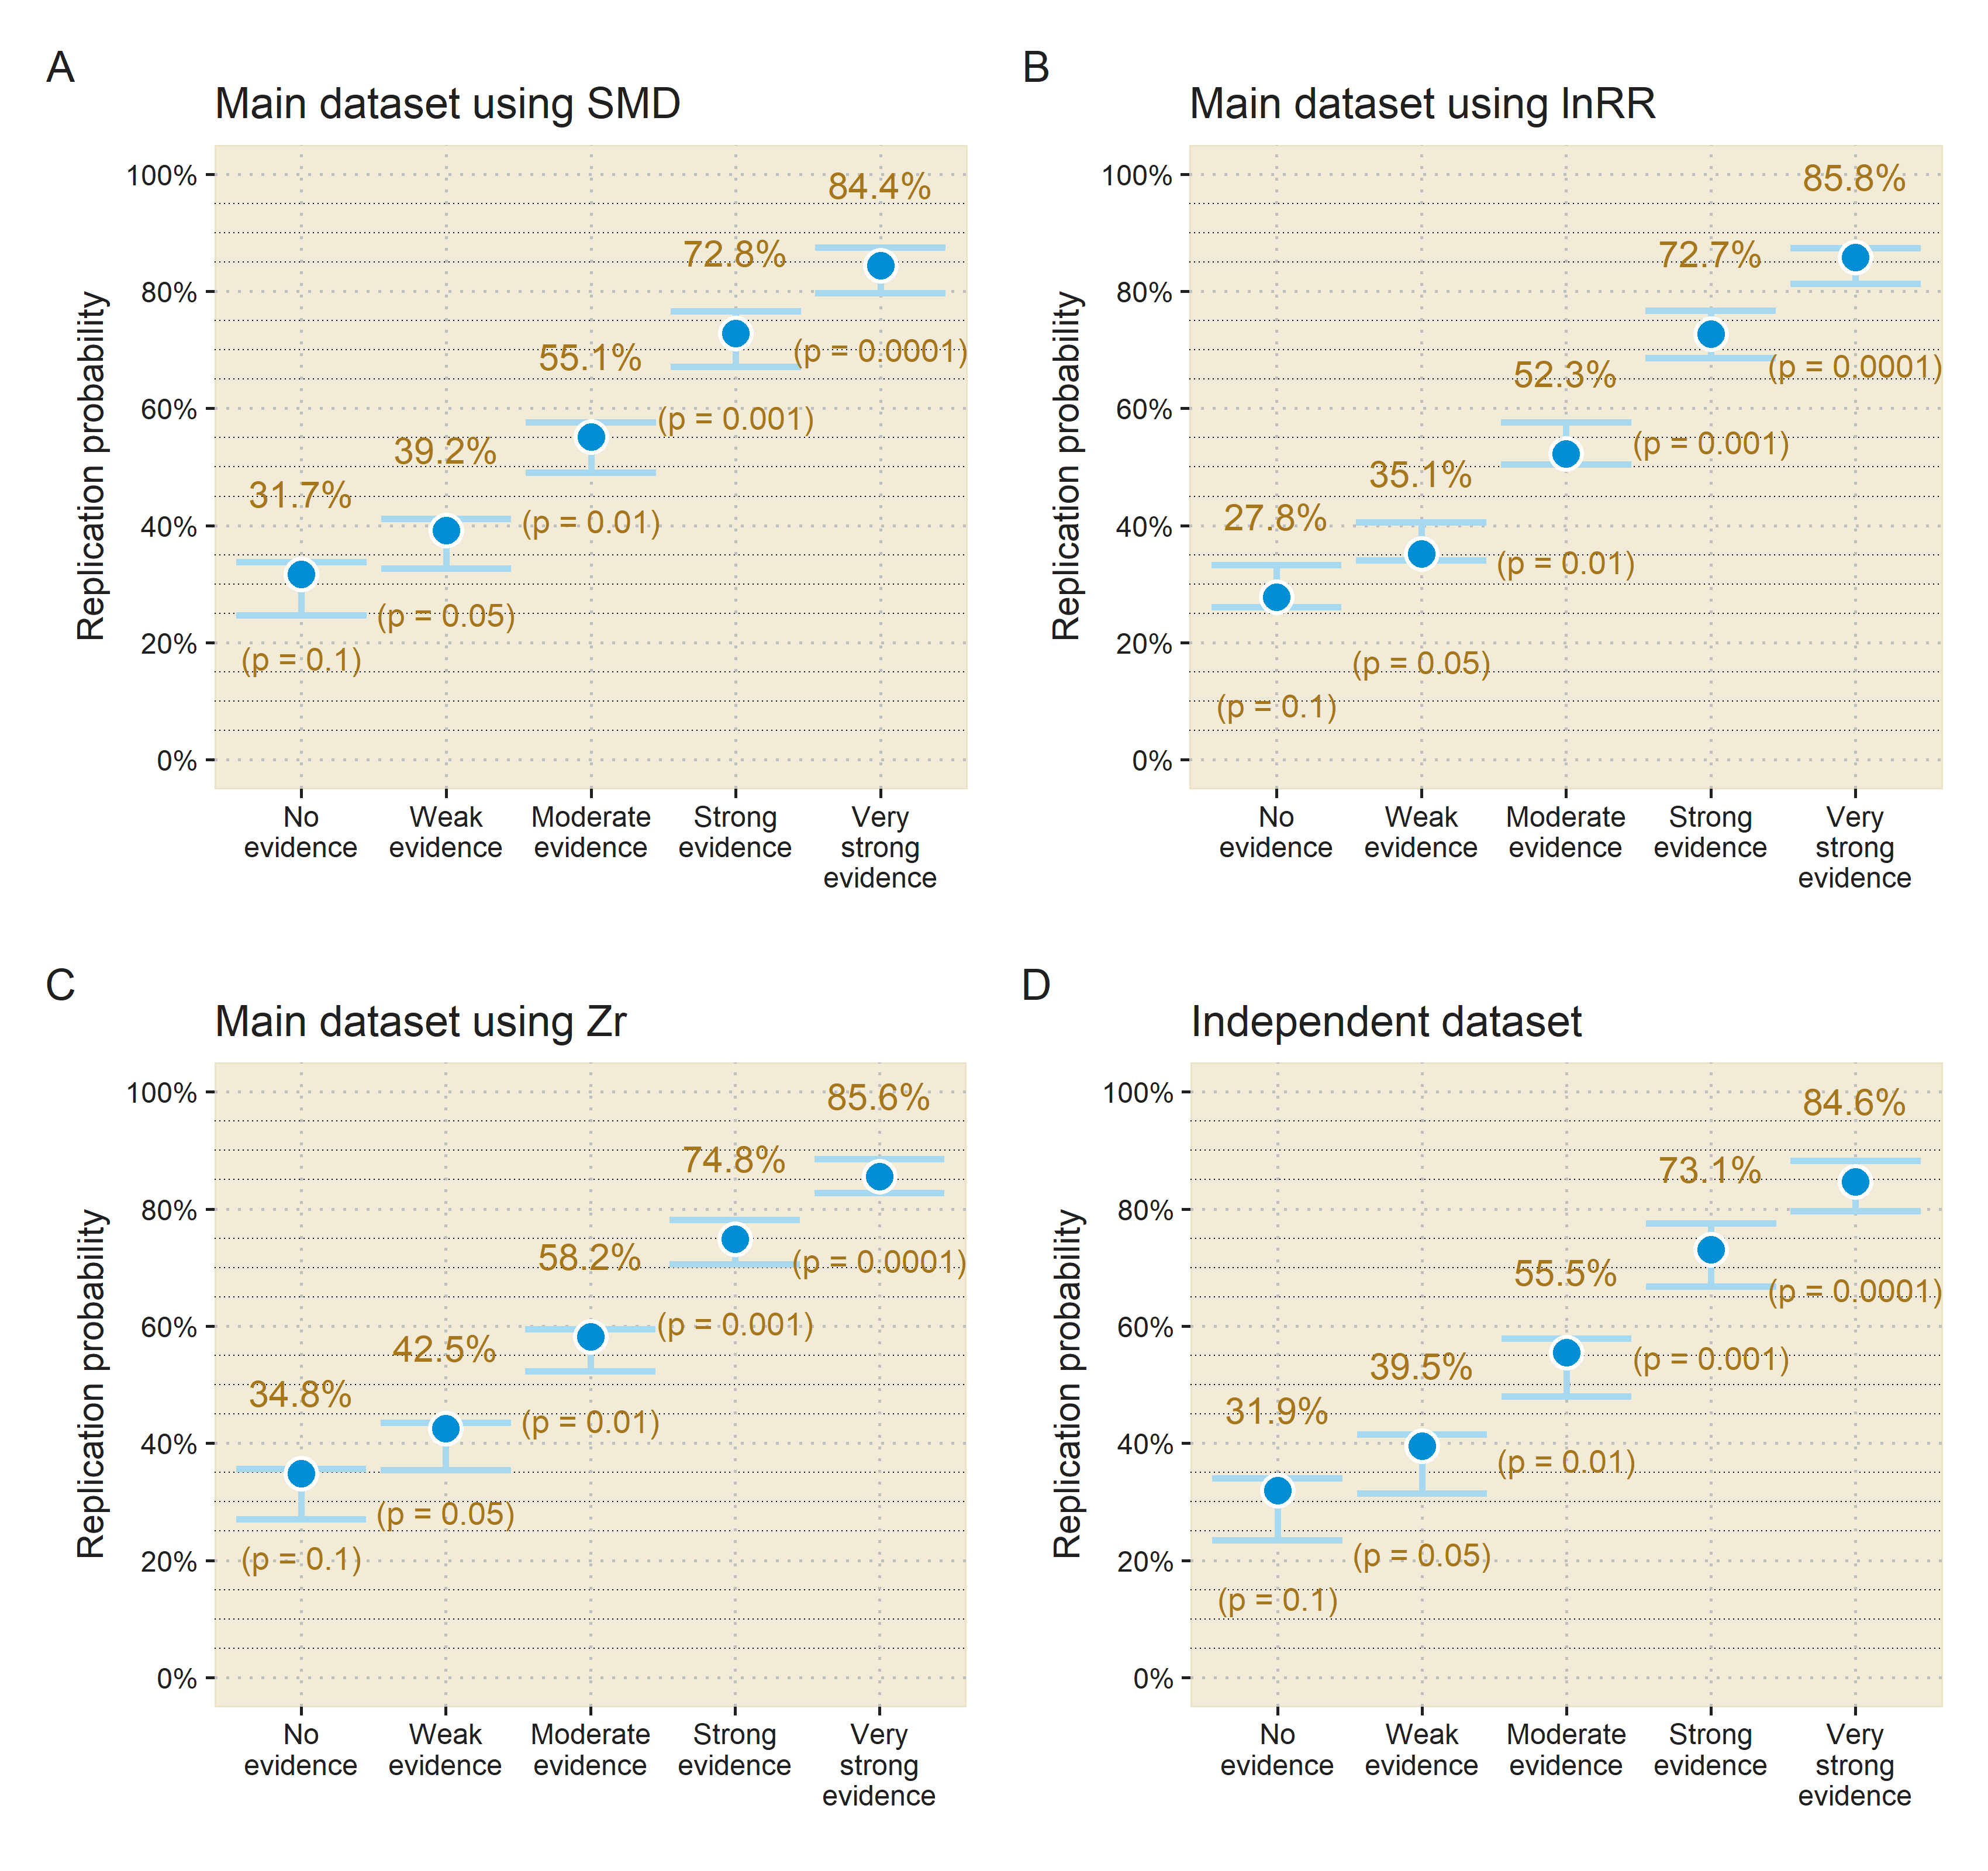 A
Main dataset using SMD
Replication probability
100%
80%
60%
40%
20%
0%
84.4%
72.8%
55.1%
39.2%
31.7%
(p = 0.0001)
(p = 0.001)
(p = 0.01)
(p = 0.05)
(p = 0.1)
No
evidence
Weak
evidence
Moderate
evidence
Strong
evidence
Very
strong
evidence
B
Main dataset using lnRR
Replication probability
100%
80%
60%
40%
20%
0%
85.8%
72.7%
52.3%
35.1%
27.8%
(p = 0.0001)
(p = 0.001)
(p = 0.01)
(p = 0.05)
(p = 0.1)
No
evidence
Weak
evidence
Moderate
evidence
Strong
evidence
Very
strong
evidence
C
Main dataset using Zr
Replication probability
100%
80%
60%
40%
20%
0%
85.6%
74.8%
58.2%
42.5%
34.8%
(p = 0.0001)
(p = 0.001)
(p = 0.01)
(p = 0.05)
(p = 0.1)
No
evidence
Weak
evidence
Moderate
evidence
Strong
evidence
Very
strong
evidence
D
Independent dataset
Replication probability
100%
80%
60%
40%
20%
0%
84.6%
73.1%
55.5%
39.5%
31.9%
(p = 0.0001)
(p = 0.001)
(p = 0.01)
(p = 0.05)
(p = 0.1)
No
evidence
Weak
evidence
Moderate
evidence
Strong
evidence
Very
strong
evidence